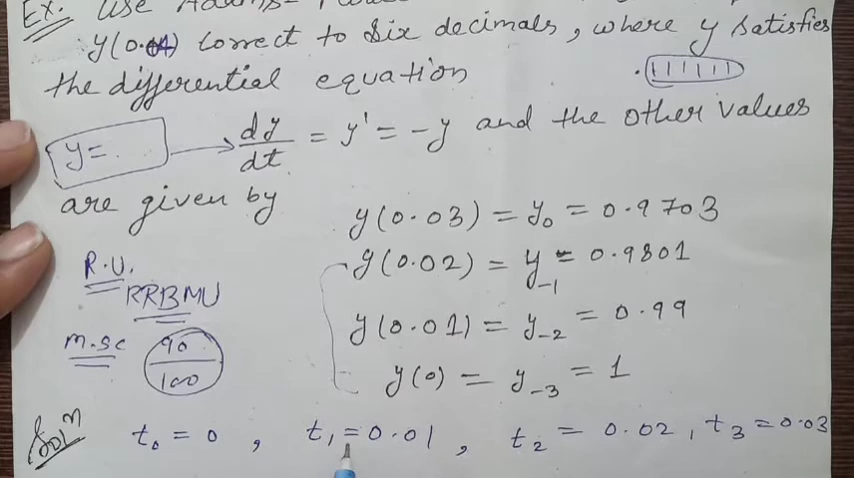 Ex. Use Adams-
y(0.04) correct to six decimals, where y satisfies
the differential equation
y = . dy/dt = y' = -y and the other values
are given by
y(0.03) = y₀ = 0.9703
R.U. y(0.02) = y₋₁ = 0.9801
RRBMU
y(0.01) = y₋₂ = 0.99
M.Sc 90/100
y(0) = y₋₃ = 1
Solⁿ t₀ = 0 , t₁ = 0.01 , t₂ = 0.02 , t₃ = 0.03